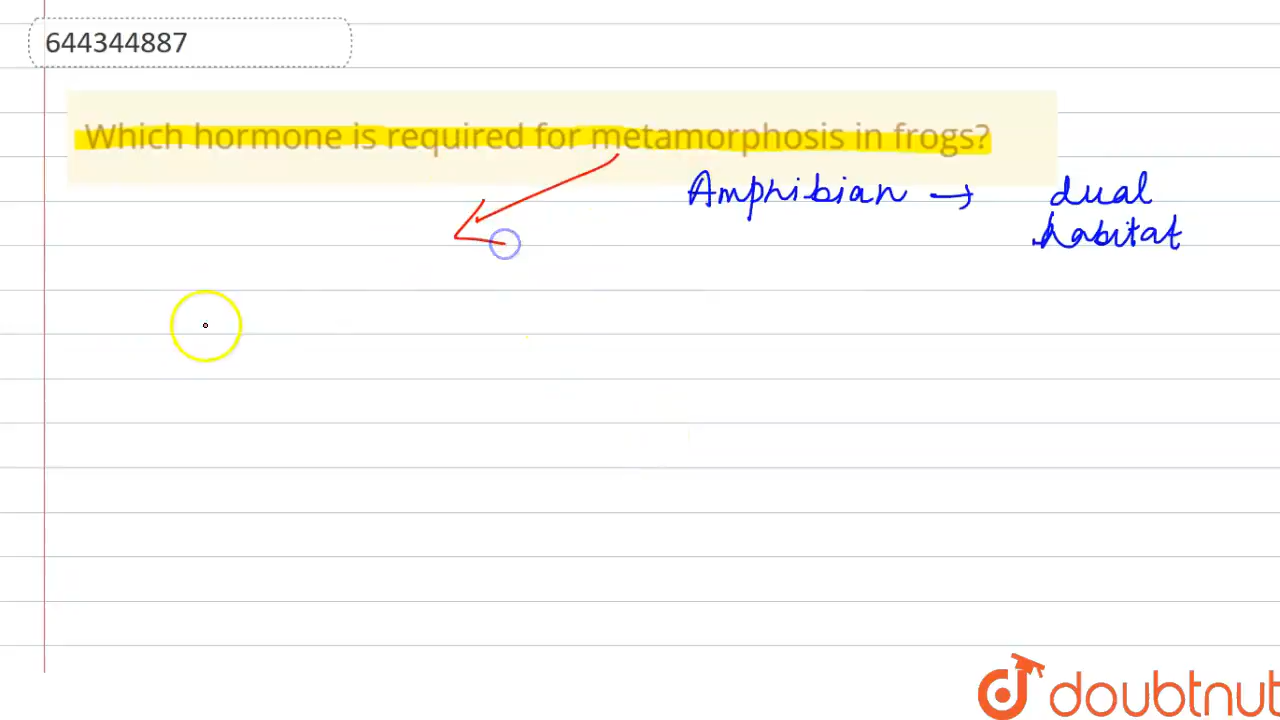 644344887
Which hormone is required for metamorphosis in frogs?
Amphibian → dual
habitat
doubtnut